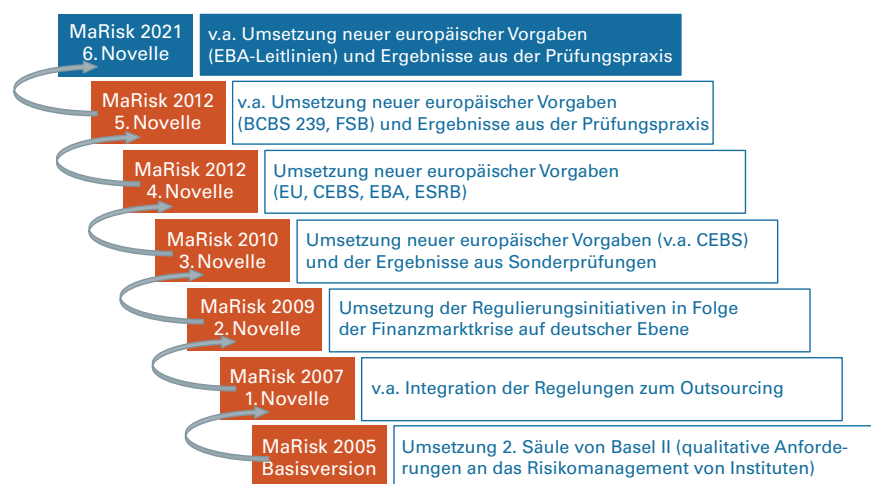 MaRisk 2021
6. Novelle
v.a. Umsetzung neuer europäischer Vorgaben
(EBA-Leitlinien) und Ergebnisse aus der Prüfungspraxis
MaRisk 2012
5. Novelle
v.a. Umsetzung neuer europäischer Vorgaben
(BCBS 239, FSB) und Ergebnisse aus der Prüfungspraxis
MaRisk 2012
4. Novelle
Umsetzung neuer europäischer Vorgaben
(EU, CEBS, EBA, ESRB)
MaRisk 2010
3. Novelle
Umsetzung neuer europäischer Vorgaben (v.a. CEBS)
und der Ergebnisse aus Sonderprüfungen
MaRisk 2009
2. Novelle
Umsetzung der Regulierungsinitiativen in Folge
der Finanzmarktkrise auf deutscher Ebene
MaRisk 2007
1. Novelle
v.a. Integration der Regelungen zum Outsourcing
MaRisk 2005
Basisversion
Umsetzung 2. Säule von Basel II (qualitative Anforde-
rungen an das Risikomanagement von Instituten)